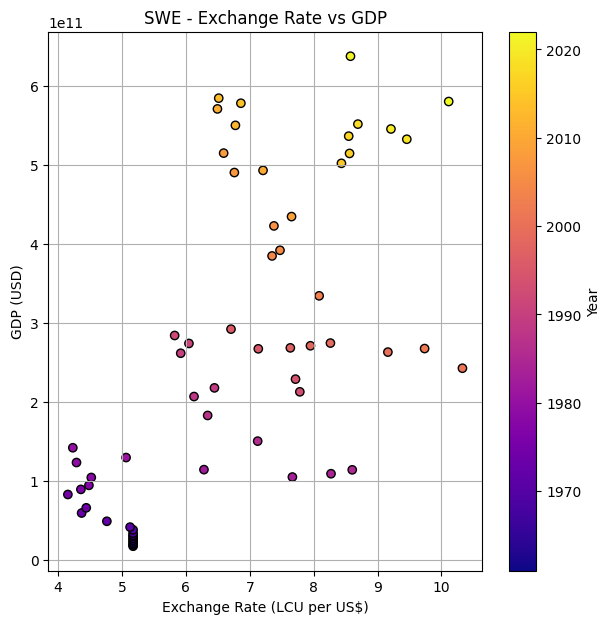 SWE - Exchange Rate vs GDP
1e11
6
5
4
3
2
1
0
GDP (USD)
4 5 6 7 8 9 10
Exchange Rate (LCU per US$)
2020
2010
2000
1990
1980
1970
Year